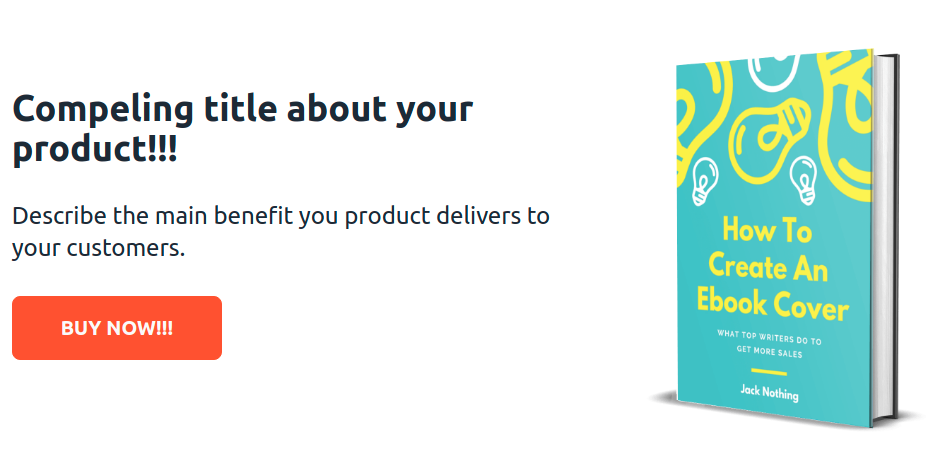 Compeling title about your
product!!!
Describe the main benefit you product delivers to
your customers.
BUY NOW!!!
How To
Create An
Ebook Cover
WHAT TOP WRITERS DO TO
GET MORE SALES
Jack Nothing